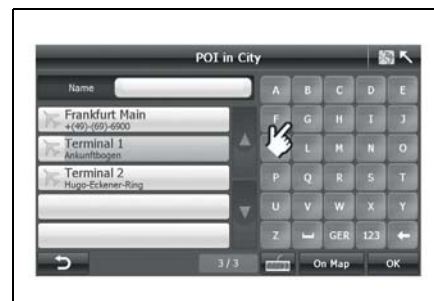 POI in City
Name
A B C D E
Frankfurt Main
+(49)-(69)-6900
F G H I J
Terminal 1
Ankunftbogen
L M N O
Terminal 2
Hugo-Eckener-Ring
P Q R S T
U V W X Y
Z GER 123
3 / 3
On Map
OK